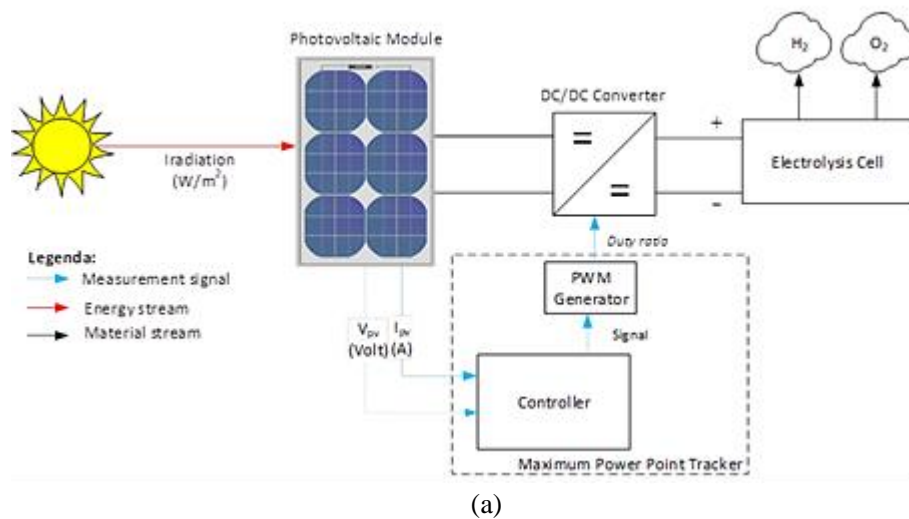 Photovoltaic Module
H2
O2
DC/DC Converter
+
Electrolysis Cell
-
Iradiation
(W/m2)
=
=
Duty ratio
Legenda:
Measurement signal
Energy stream
Material stream
PWM
Generator
Vpv
(Volt)
Ipv
(A)
Signal
Controller
Maximum Power Point Tracker
(a)